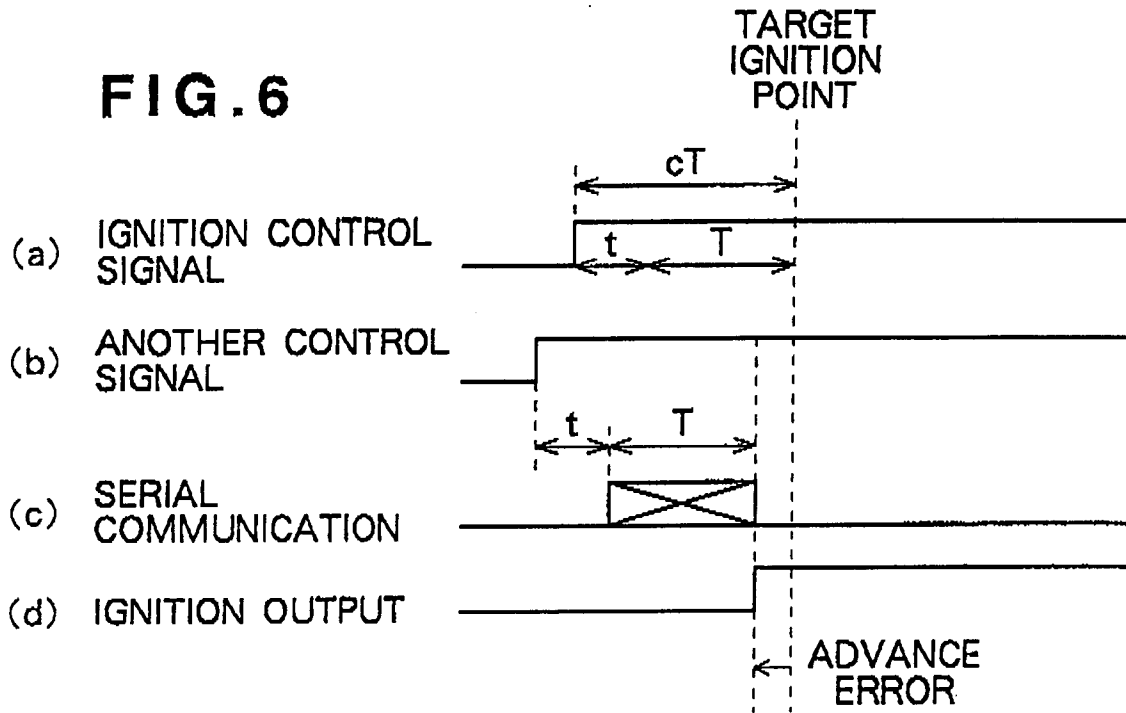 FIG.6
TARGET
IGNITION
POINT
cT
(a) IGNITION CONTROL
SIGNAL
t T
(b) ANOTHER CONTROL
SIGNAL
t T
(c) SERIAL
COMMUNICATION
(d) IGNITION OUTPUT
ADVANCE
ERROR